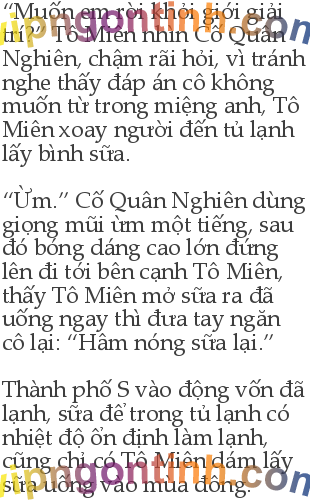 “Muốn em rời khỏi giới giải
trí?” Tô Miên nhìn Cố Quân
Nghiên, chậm rãi hỏi, vì tránh
nghe thấy đáp án cô không
muốn từ trong miệng anh, Tô
Miên xoay người đến tủ lạnh
lấy bình sữa.
“Ừm.” Cố Quân Nghiên dùng
giọng mũi ừm một tiếng, sau
đó bóng dáng cao lớn đứng
lên đi tới bên cạnh Tô Miên,
thấy Tô Miên mở sữa ra đã
uống ngay thì đưa tay ngăn
cô lại: “Hâm nóng sữa lại.”
Thành phố S vào động vốn đã
lạnh, sữa để trong tủ lạnh có
nhiệt độ ổn định làm lạnh,
cũng chỉ có Tô Miên dám lấy
sữa uống vào mùa đông.